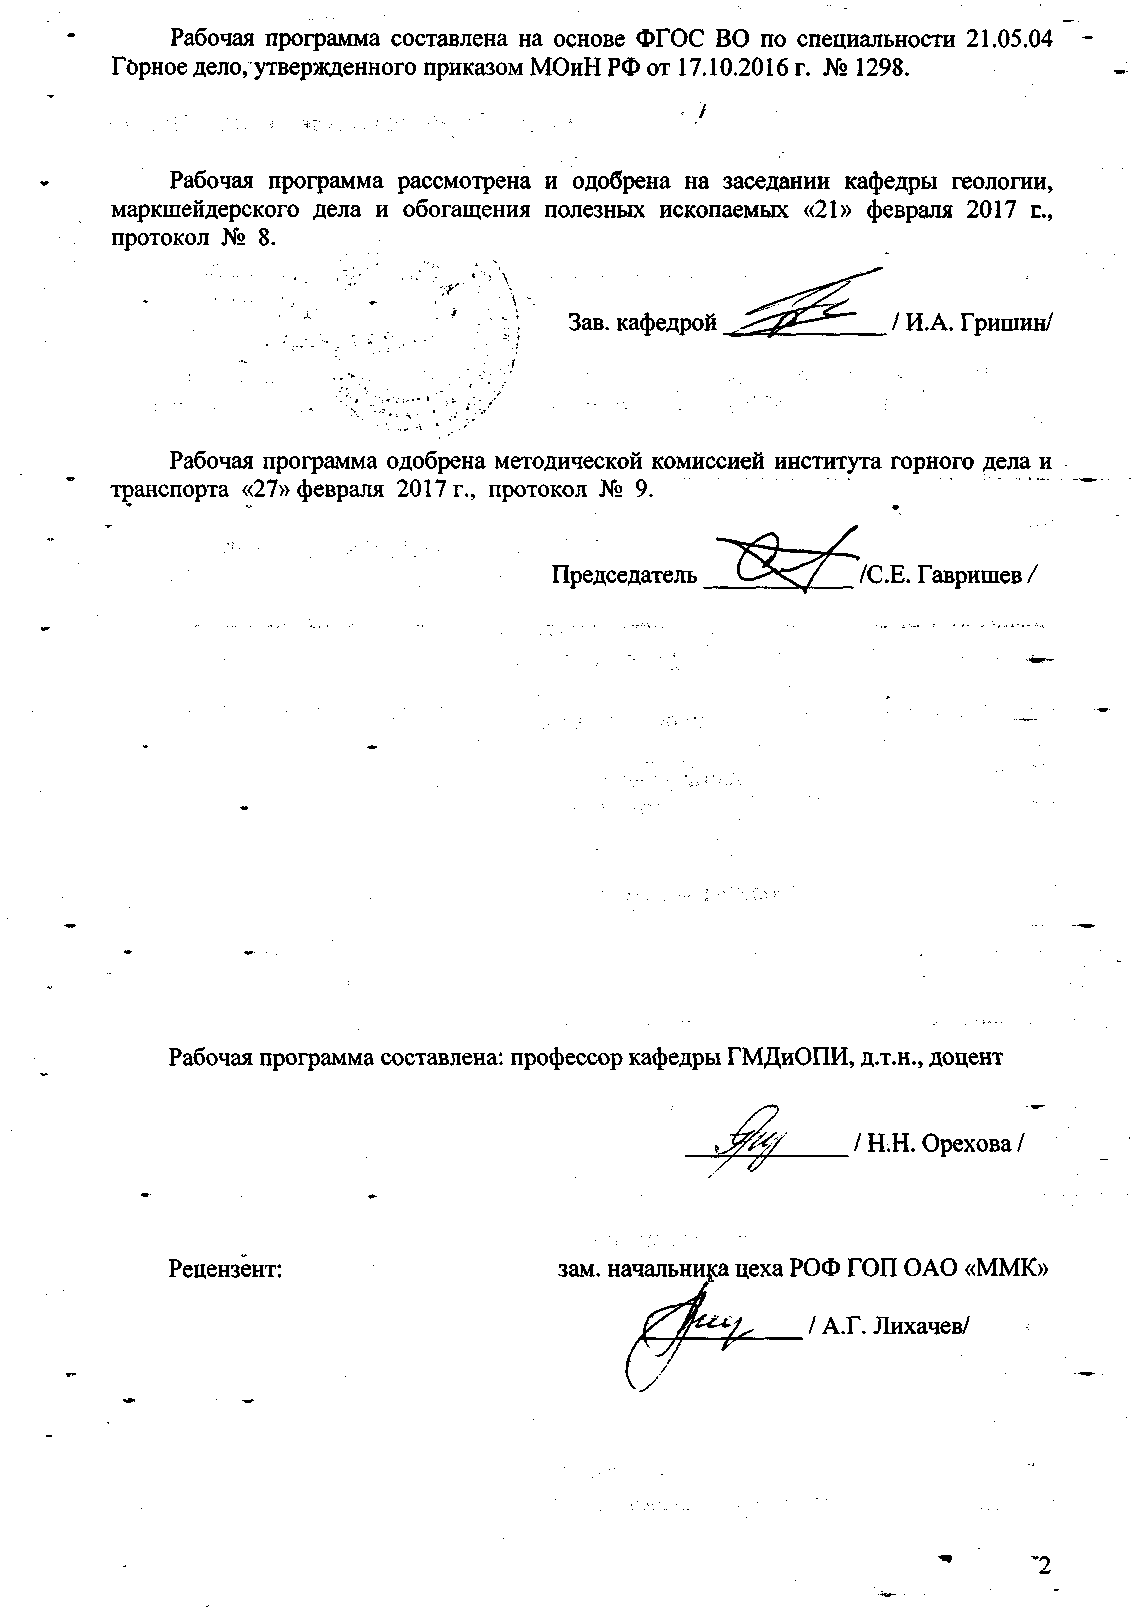 Рабочая программа составлена на основе ФГОС ВО по специальности 21.05.04
Горное дело, утвержденного приказом МОиН РФ от 17.10.2016 г. № 1298.
Рабочая программа рассмотрена и одобрена на заседании кафедры геологии,
маркшейдерского дела и обогащения полезных ископаемых «21» февраля 2017 г.,
протокол № 8.
Зав. кафедрой _____________ / И.А. Гришин/
Рабочая программа одобрена методической комиссией института горного дела и
транспорта «27» февраля 2017 г., протокол № 9.
Председатель ____________ /С.Е. Гавришев /
Рабочая программа составлена: профессор кафедры ГМДиОПИ, д.т.н., доцент
_____________ / Н.Н. Орехова /
Рецензент: зам. начальника цеха РОФ ГОП ОАО «ММК»
_____________ / А.Г. Лихачев/
2